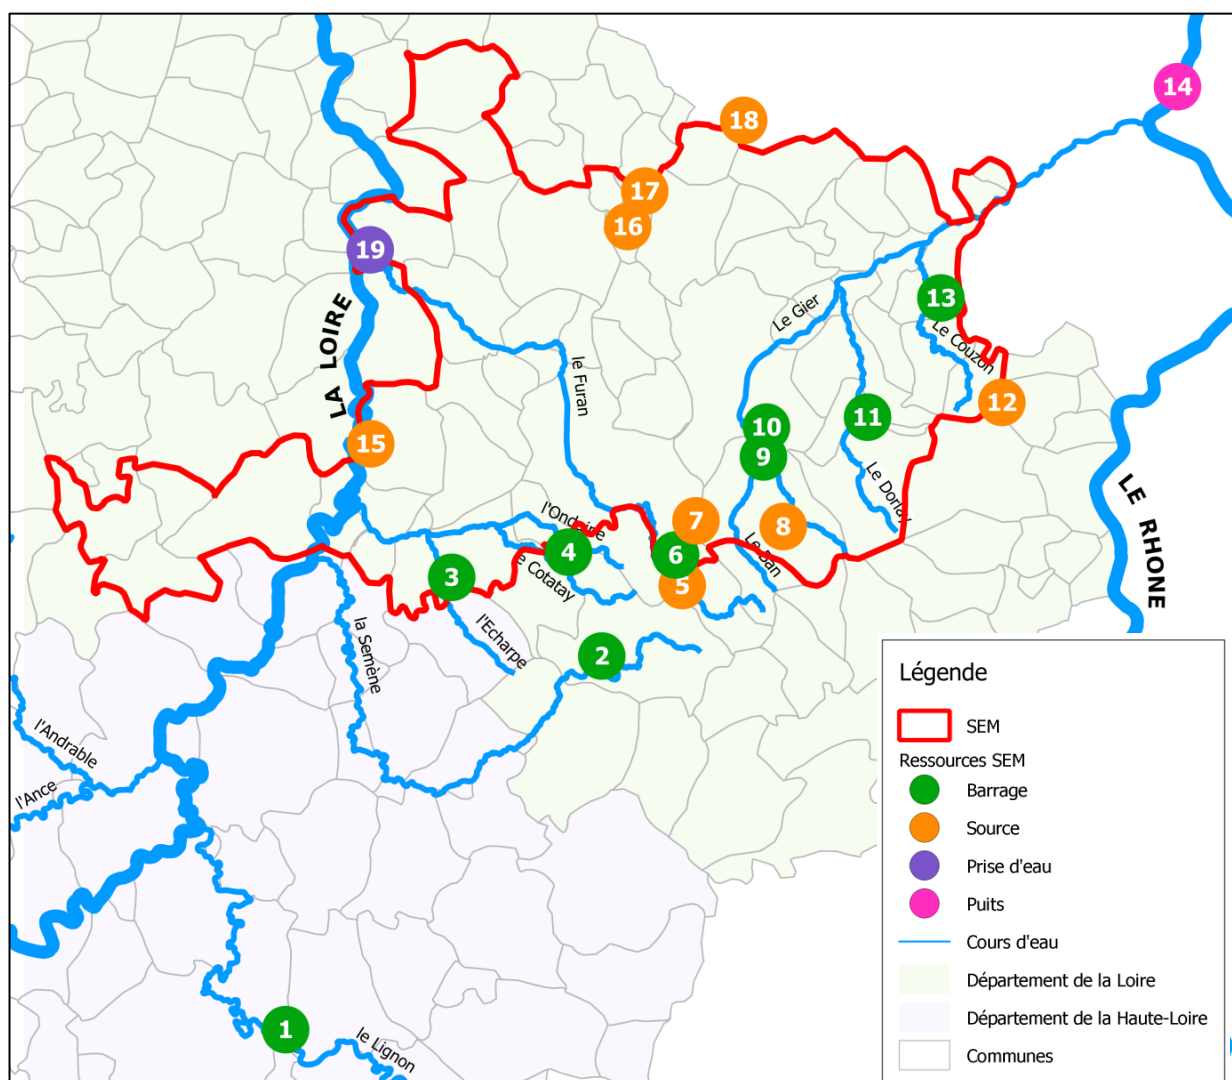 14
18
17
16
19
13
Le Gier
Le Couzon
LA LOIRE
le Furan
12
11
10
9
15
LE RHONE
Le Dorlay
7
8
l'Ondaine
6
Le Ban
4
5
3
e Cotatay
l'Echarpe
la Semène
2
l'Andrable
l'Ance
1
le Lignon
Légende
SEM
Ressources SEM
Barrage
Source
Prise d'eau
Puits
Cours d'eau
Département de la Loire
Département de la Haute-Loire
Communes